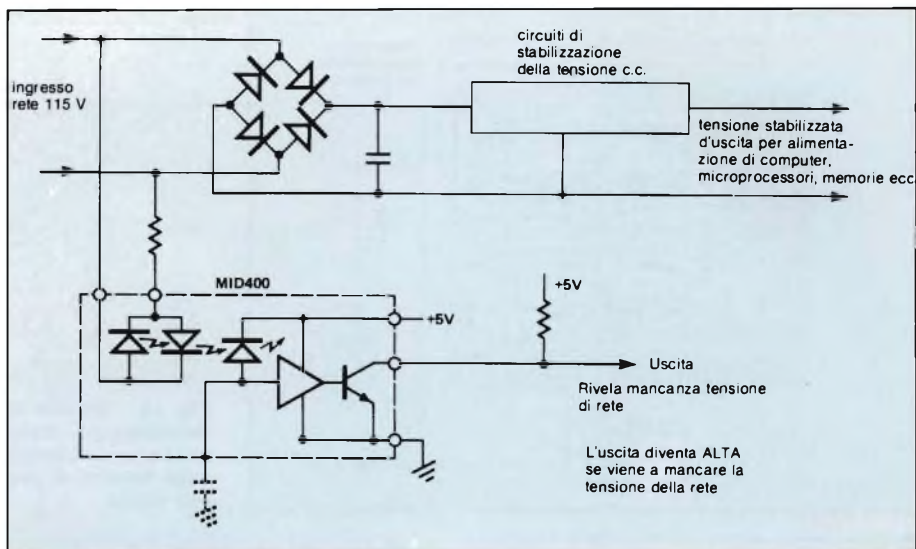 circuiti di
stabilizzazione
della tensione c.c.
ingresso
rete 115 V
tensione stabilizzata
d'uscita per alimenta-
zione di computer,
microprocessori, memorie ecc.
MID400
+5V
+5V
Uscita
Rivela mancanza tensione
di rete
L'uscita diventa ALTA
se viene a mancare la
tensione della rete